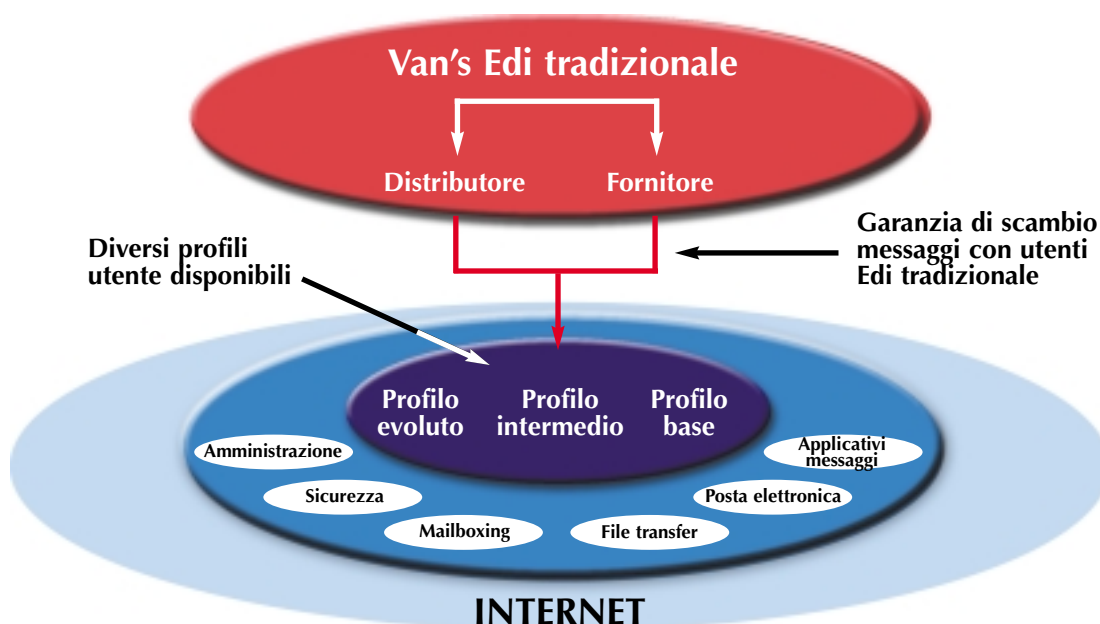 Van's Edi tradizionale
Distributore
Fornitore
Diversi profili
utente disponibili
Garanzia di scambio
messaggi con utenti
Edi tradizionale
Profilo
evoluto
Profilo
intermedio
Profilo
base
Amministrazione
Applicativi
messaggi
Sicurezza
Posta elettronica
Mailboxing
File transfer
INTERNET